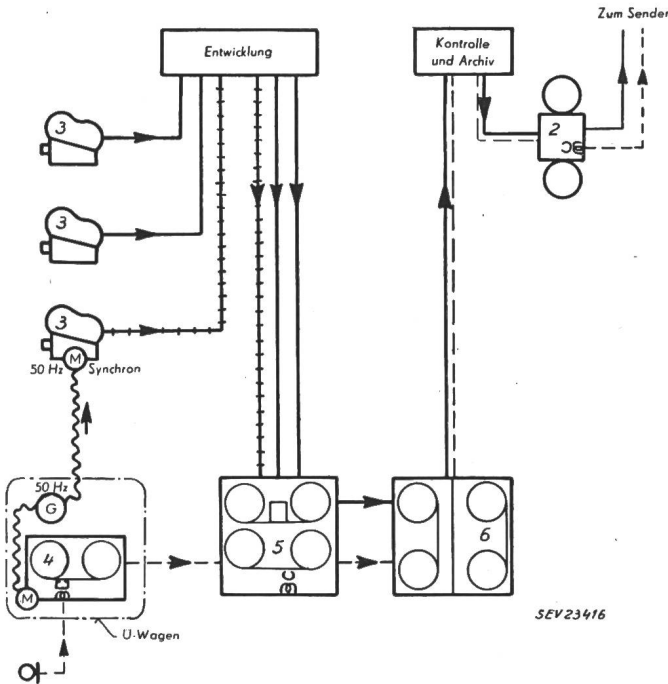 Zum Sender
Entwicklung
Kontrolle
und Archiv
3
2
3
3
M
50 Hz
Synchron
50 Hz
G
4
5
6
M
SEV23416
Ü-Wagen